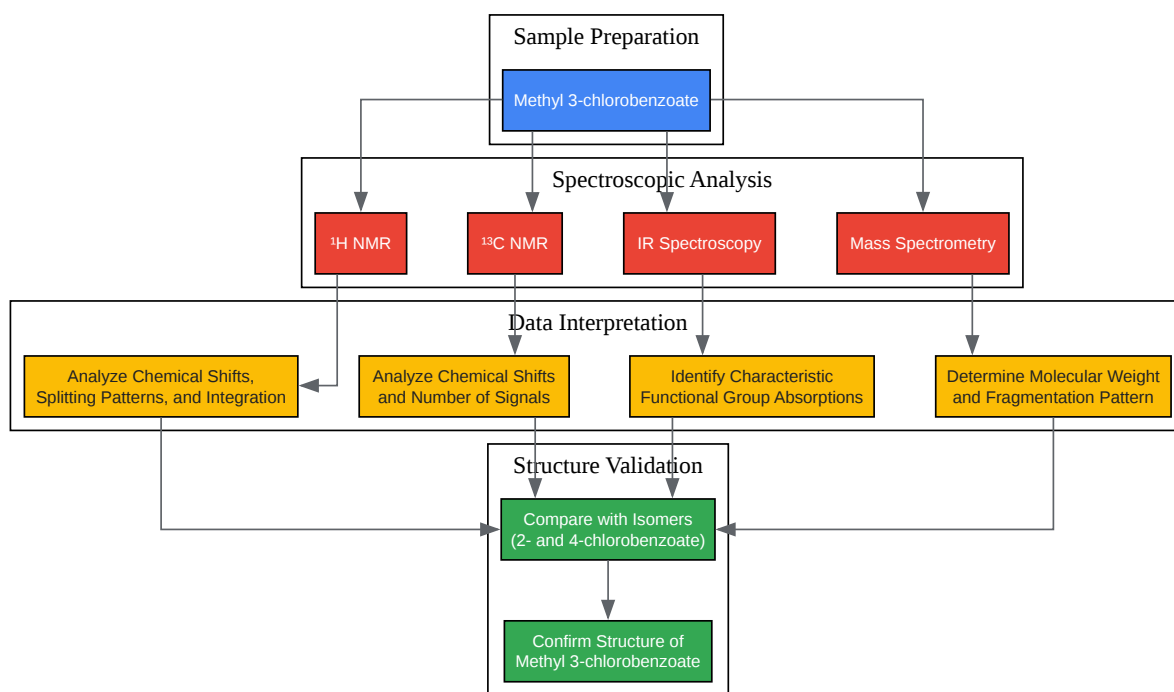 Sample Preparation
Methyl 3-chlorobenzoate
Spectroscopic Analysis
¹H NMR
¹³C NMR
IR Spectroscopy
Mass Spectrometry
Data Interpretation
Analyze Chemical Shifts,
Splitting Patterns, and Integration
Analyze Chemical Shifts
and Number of Signals
Identify Characteristic
Functional Group Absorptions
Determine Molecular Weight
and Fragmentation Pattern
Structure Validation
Compare with Isomers
(2- and 4-chlorobenzoate)
Confirm Structure of
Methyl 3-chlorobenzoate